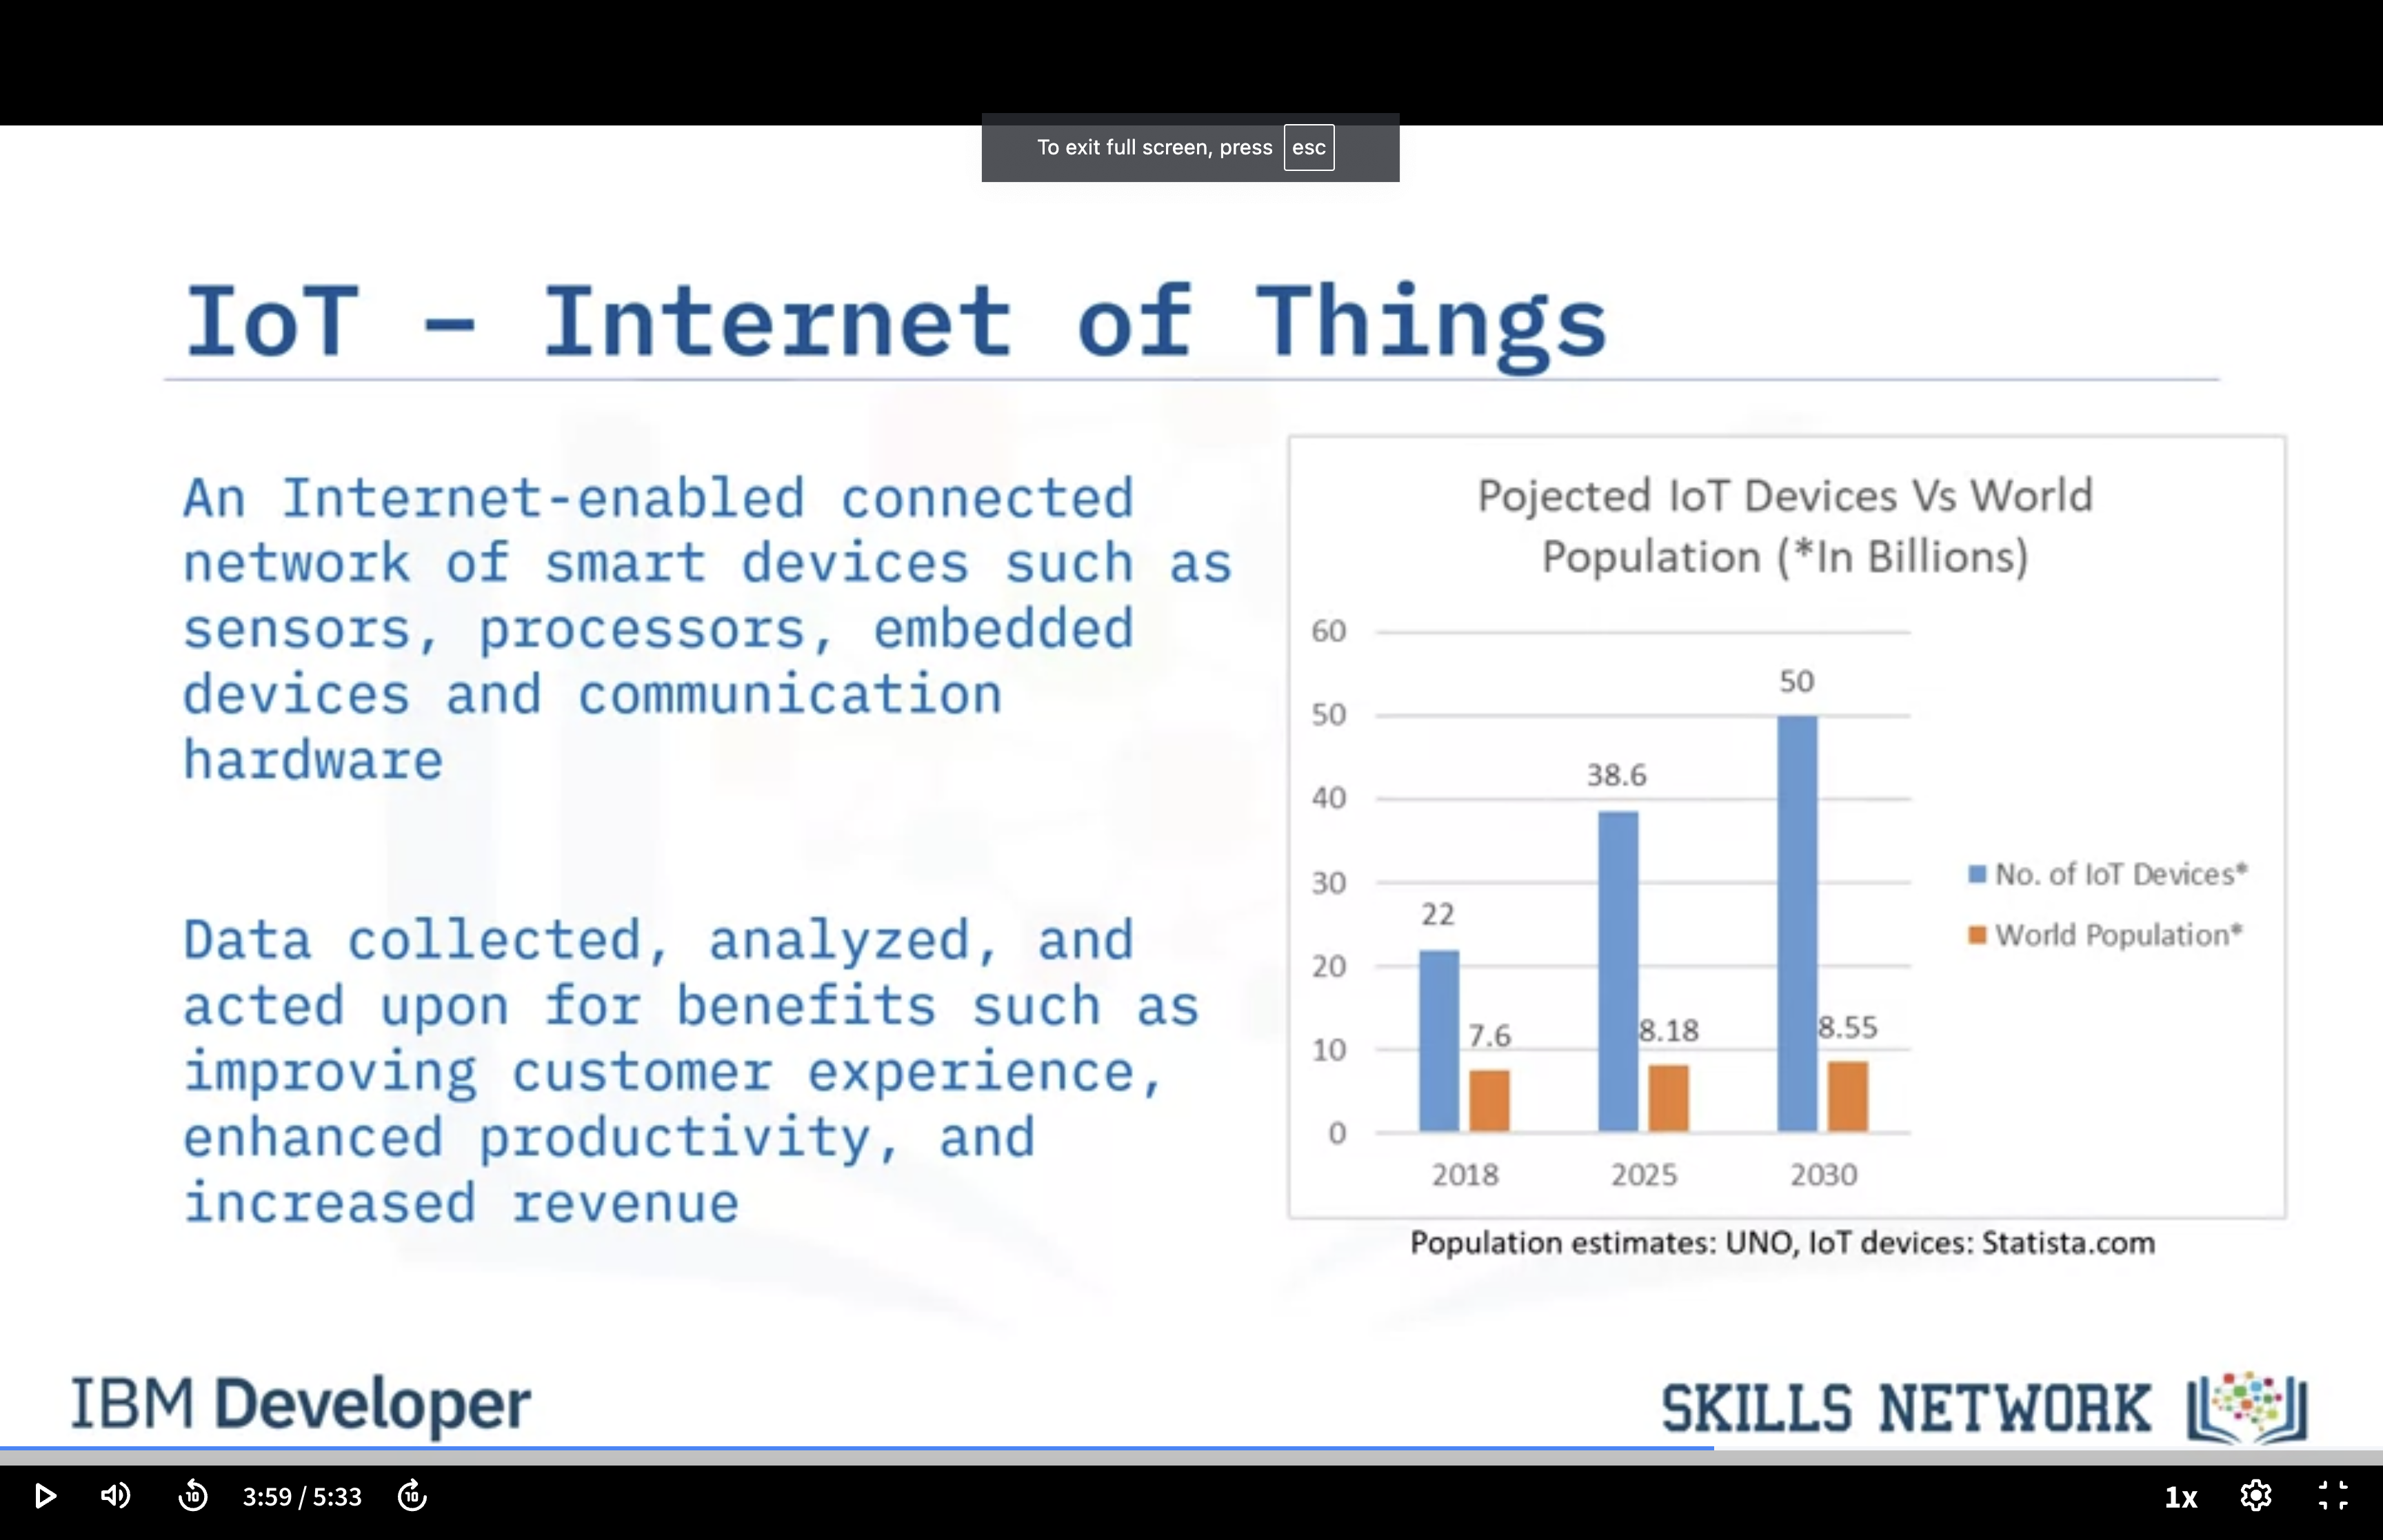 To exit full screen, press esc
IoT – Internet of Things
An Internet-enabled connected
network of smart devices such as
sensors, processors, embedded
devices and communication
hardware
Data collected, analyzed, and
acted upon for benefits such as
improving customer experience,
enhanced productivity, and
increased revenue
Pojected IoT Devices Vs World
Population (*In Billions)
60
50
40
30
20
10
0
22
7.6
38.6
8.18
50
8.55
2018
2025
2030
No. of IoT Devices*
World Population*
Population estimates: UNO, IoT devices: Statista.com
IBM Developer
SKILLS NETWORK
10
3:59 / 5:33
10
1x